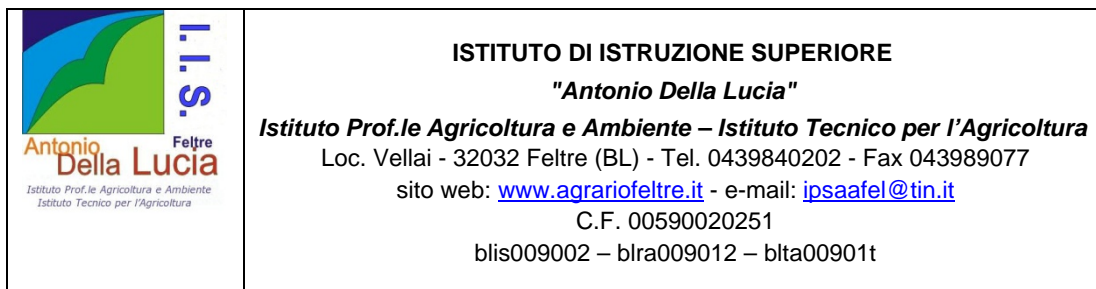 I. I. S.
Antonio
Feltre
Della Lucia
Istituto Prof.le Agricoltura e Ambiente
Istituto Tecnico per l'Agricoltura
ISTITUTO DI ISTRUZIONE SUPERIORE
"Antonio Della Lucia"
Istituto Prof.le Agricoltura e Ambiente – Istituto Tecnico per l’Agricoltura
Loc. Vellai - 32032 Feltre (BL) - Tel. 0439840202 - Fax 043989077
sito web: www.agrariofeltre.it - e-mail: ipsaafel@tin.it
C.F. 00590020251
blis009002 – blra009012 – blta00901t